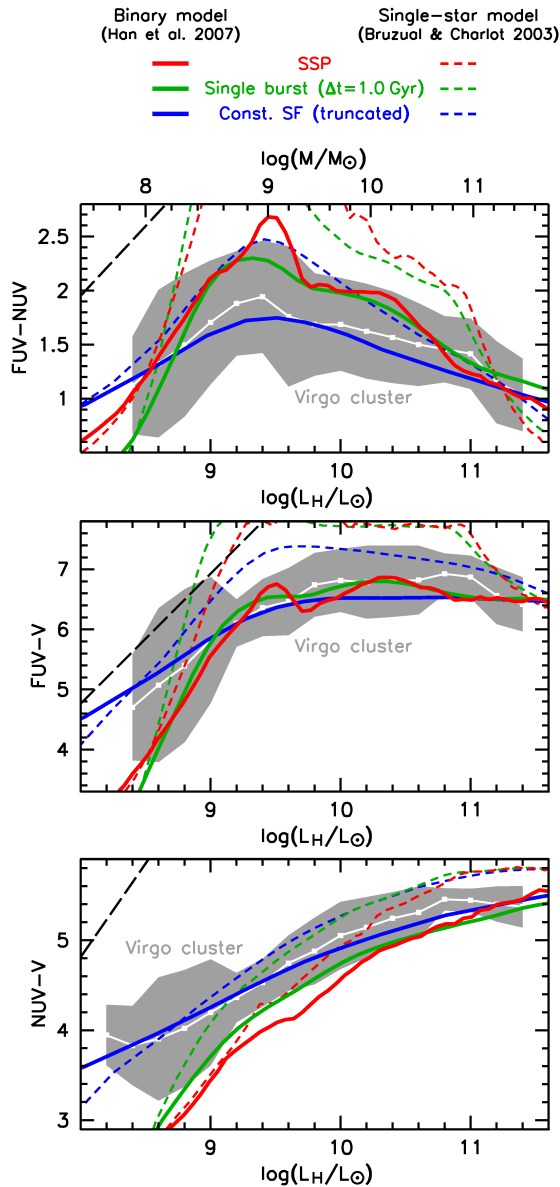 Binary model
(Han et al. 2007)
Single-star model
(Bruzual & Charlot 2003)
SSP
Single burst (Δt=1.0 Gyr)
Const. SF (truncated)
log(M/M⊙)
8 9 10 11
2.5
2
1.5
1
FUV-NUV
Virgo cluster
9 10 11
log(L_H/L⊙)
7
6
5
4
FUV-V
Virgo cluster
9 10 11
log(L_H/L⊙)
5
4
3
NUV-V
Virgo cluster
9 10 11
log(L_H/L⊙)